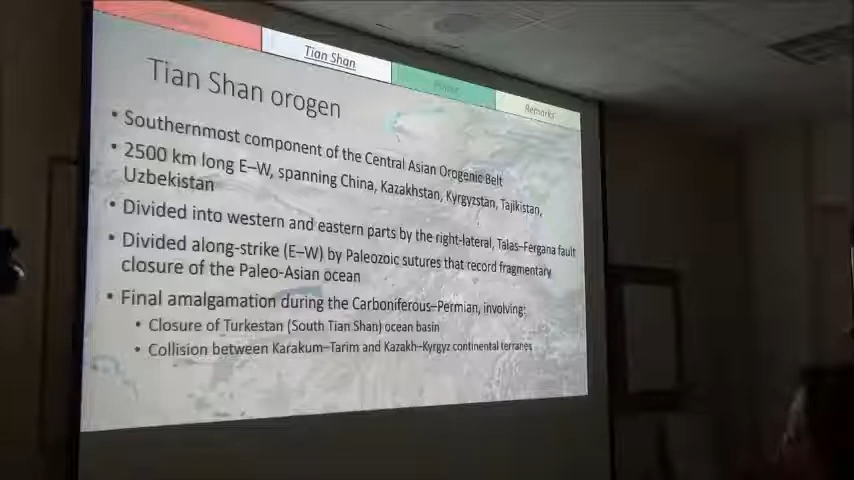 Tian Shan
Remarks
Tian Shan orogen
• Southernmost component of the Central Asian Orogenic Belt
• 2500 km long E–W, spanning China, Kazakhstan, Kyrgyzstan, Tajikistan,
Uzbekistan
• Divided into western and eastern parts by the right-lateral, Talas–Fergana fault
• Divided along-strike (E–W) by Paleozoic sutures that record fragmentary
closure of the Paleo-Asian ocean
• Final amalgamation during the Carboniferous–Permian, involving:
• Closure of Turkestan (South Tian Shan) ocean basin
• Collision between Karakum–Tarim and Kazakh–Kyrgyz continental terranes